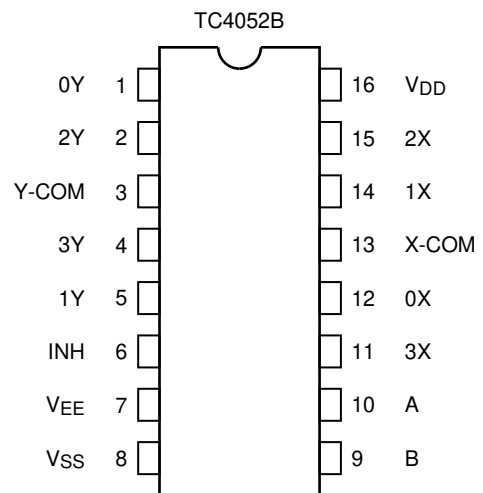 TC4052B
0Y 1 16 VDD
2Y 2 15 2X
Y-COM 3 14 1X
3Y 4 13 X-COM
1Y 5 12 0X
INH 6 11 3X
VEE 7 10 A
VSS 8 9 B